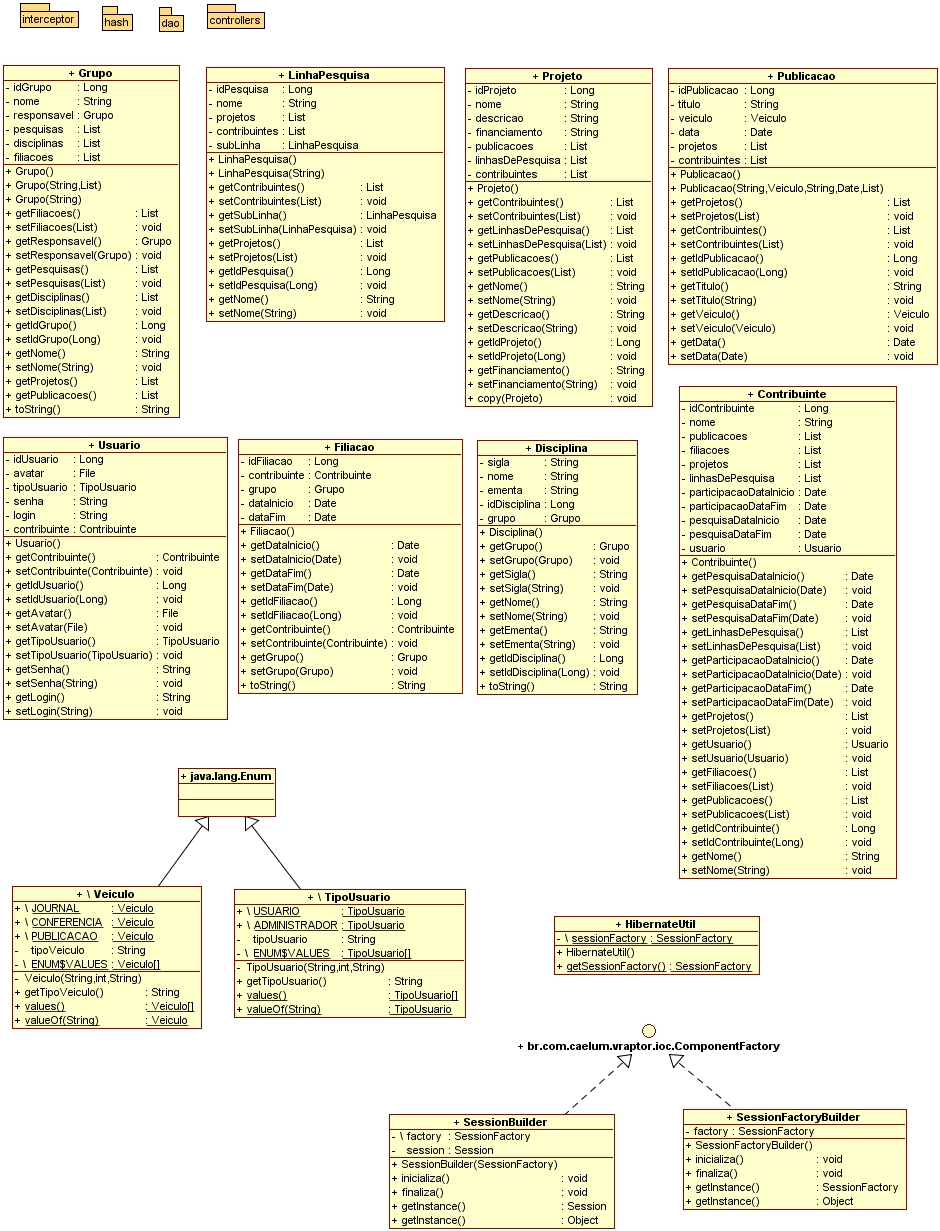 interceptor
hash
dao
controllers
+ Grupo
- idGrupo : Long
- nome : String
- responsavel : Grupo
- pesquisas : List
- disciplinas : List
- filiacoes : List
+ Grupo()
+ Grupo(String,List)
+ Grupo(String)
+ getFiliacoes() : List
+ setFiliacoes(List) : void
+ getResponsavel() : Grupo
+ setResponsavel(Grupo) : void
+ getPesquisas() : List
+ setPesquisas(List) : void
+ getDisciplinas() : List
+ setDisciplinas(List) : void
+ getIdGrupo() : Long
+ setIdGrupo(Long) : void
+ getNome() : String
+ setNome(String) : void
+ getProjetos() : List
+ getPublicacoes() : List
+ toString() : String
+ LinhaPesquisa
- idPesquisa : Long
- nome : String
- projetos : List
- contribuintes : List
- subLinha : LinhaPesquisa
+ LinhaPesquisa()
+ LinhaPesquisa(String)
+ getContribuintes() : List
+ setContribuintes(List) : void
+ getSubLinha() : LinhaPesquisa
+ setSubLinha(LinhaPesquisa) : void
+ getProjetos() : List
+ setProjetos(List) : void
+ getIdPesquisa() : Long
+ setIdPesquisa(Long) : void
+ getNome() : String
+ setNome(String) : void
+ Projeto
- idProjeto : Long
- nome : String
- descricao : String
- financiamento : String
- publicacoes : List
- linhasDePesquisa : List
- contribuintes : List
+ Projeto()
+ getContribuintes() : List
+ setContribuintes(List) : void
+ getLinhasDePesquisa() : List
+ setLinhasDePesquisa(List) : void
+ getPublicacoes() : List
+ setPublicacoes(List) : void
+ getNome() : String
+ setNome(String) : void
+ getDescricao() : String
+ setDescricao(String) : void
+ getIdProjeto() : Long
+ setIdProjeto(Long) : void
+ getFinanciamento() : String
+ setFinanciamento(String) : void
+ copy(Projeto) : void
+ Publicacao
- idPublicacao : Long
- titulo : String
- veiculo : Veiculo
- data : Date
- projetos : List
- contribuintes : List
+ Publicacao()
+ Publicacao(String,Veiculo,String,Date,List)
+ getProjetos() : List
+ setProjetos(List) : void
+ getContribuintes() : List
+ setContribuintes(List) : void
+ getIdPublicacao() : Long
+ setIdPublicacao(Long) : void
+ getTitulo() : String
+ setTitulo(String) : void
+ getVeiculo() : Veiculo
+ setVeiculo(Veiculo) : void
+ getData() : Date
+ setData(Date) : void
+ Usuario
- idUsuario : Long
- avatar : File
- tipoUsuario : TipoUsuario
- senha : String
- login : String
- contribuinte : Contribuinte
+ Usuario()
+ getContribuinte() : Contribuinte
+ setContribuinte(Contribuinte) : void
+ getIdUsuario() : Long
+ setIdUsuario(Long) : void
+ getAvatar() : File
+ setAvatar(File) : void
+ getTipoUsuario() : TipoUsuario
+ setTipoUsuario(TipoUsuario) : void
+ getSenha() : String
+ setSenha(String) : void
+ getLogin() : String
+ setLogin(String) : void
+ Filiacao
- idFiliacao : Long
- contribuinte : Contribuinte
- grupo : Grupo
- dataInicio : Date
- dataFim : Date
+ Filiacao()
+ getDataInicio() : Date
+ setDataInicio(Date) : void
+ getDataFim() : Date
+ setDataFim(Date) : void
+ getIdFiliacao() : Long
+ setIdFiliacao(Long) : void
+ getContribuinte() : Contribuinte
+ setContribuinte(Contribuinte) : void
+ getGrupo() : Grupo
+ setGrupo(Grupo) : void
+ toString() : String
+ Disciplina
- sigla : String
- nome : String
- ementa : String
- idDisciplina : Long
- grupo : Grupo
+ Disciplina()
+ getGrupo() : Grupo
+ setGrupo(Grupo) : void
+ getSigla() : String
+ setSigla(String) : void
+ getNome() : String
+ setNome(String) : void
+ getEmenta() : String
+ setEmenta(String) : void
+ getIdDisciplina() : Long
+ setIdDisciplina(Long) : void
+ toString() : String
+ Contribuinte
- idContribuinte : Long
- nome : String
- publicacoes : List
- filiacoes : List
- projetos : List
- linhasDePesquisa : List
- participacaoDataInicio : Date
- participacaoDataFim : Date
- pesquisaDataInicio : Date
- pesquisaDataFim : Date
- usuario : Usuario
+ Contribuinte()
+ getPesquisaDataInicio() : Date
+ setPesquisaDataInicio(Date) : void
+ getPesquisaDataFim() : Date
+ setPesquisaDataFim(Date) : void
+ getLinhasDePesquisa() : List
+ setLinhasDePesquisa(List) : void
+ getParticipacaoDataInicio() : Date
+ setParticipacaoDataInicio(Date) : void
+ getParticipacaoDataFim() : Date
+ setParticipacaoDataFim(Date) : void
+ getProjetos() : List
+ setProjetos(List) : void
+ getUsuario() : Usuario
+ setUsuario(Usuario) : void
+ getFiliacoes() : List
+ setFiliacoes(List) : void
+ getPublicacoes() : List
+ setPublicacoes(List) : void
+ getIdContribuinte() : Long
+ setIdContribuinte(Long) : void
+ getNome() : String
+ setNome(String) : void
+ java.lang.Enum
+ \ Veiculo
+ \ JOURNAL : Veiculo
+ \ CONFERENCIA : Veiculo
+ \ PUBLICACAO : Veiculo
- tipoVeiculo : String
- \ ENUM$VALUES : Veiculo[]
- Veiculo(String,int,String)
+ getTipoVeiculo() : String
+ values() : Veiculo[]
+ valueOf(String) : Veiculo
+ \ TipoUsuario
+ \ USUARIO : TipoUsuario
+ \ ADMINISTRADOR : TipoUsuario
- tipoUsuario : String
- \ ENUM$VALUES : TipoUsuario[]
- TipoUsuario(String,int,String)
+ getTipoUsuario() : String
+ values() : TipoUsuario[]
+ valueOf(String) : TipoUsuario
+ HibernateUtil
- \ sessionFactory : SessionFactory
+ HibernateUtil()
+ getSessionFactory() : SessionFactory
+ br.com.caelum.vraptor.ioc.ComponentFactory
+ SessionBuilder
- \ factory : SessionFactory
- session : Session
+ SessionBuilder(SessionFactory)
+ inicializa() : void
+ finaliza() : void
+ getInstance() : Session
+ getInstance() : Object
+ SessionFactoryBuilder
- factory : SessionFactory
+ SessionFactoryBuilder()
+ inicializa() : void
+ finaliza() : void
+ getInstance() : SessionFactory
+ getInstance() : Object